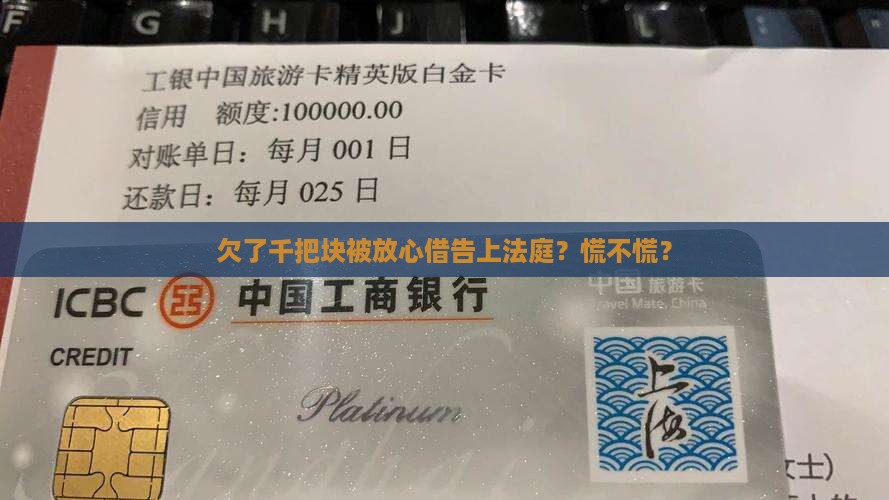 F G H J
工银中国旅游卡精英版白金卡
信用 额度:100000.00
对账单日：每月 001 日
还款日：每月 025 日
欠了千把块被放心借告上法庭？慌不慌？
ICBC 中国工商银行
中国 旅游卡
Travel Mate, China
CREDIT
Platinum
上海
女士)